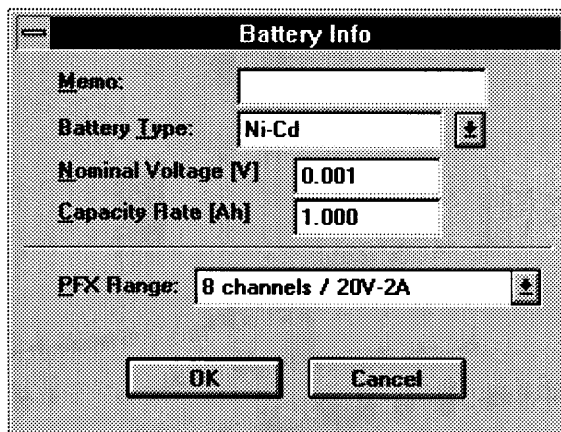 Battery Info
Memo:
Battery Type: Ni-Cd
Nominal Voltage [V] 0.001
Capacity Rate [Ah] 1.000
PFX Range: 8 channels / 20V-2A
OK Cancel